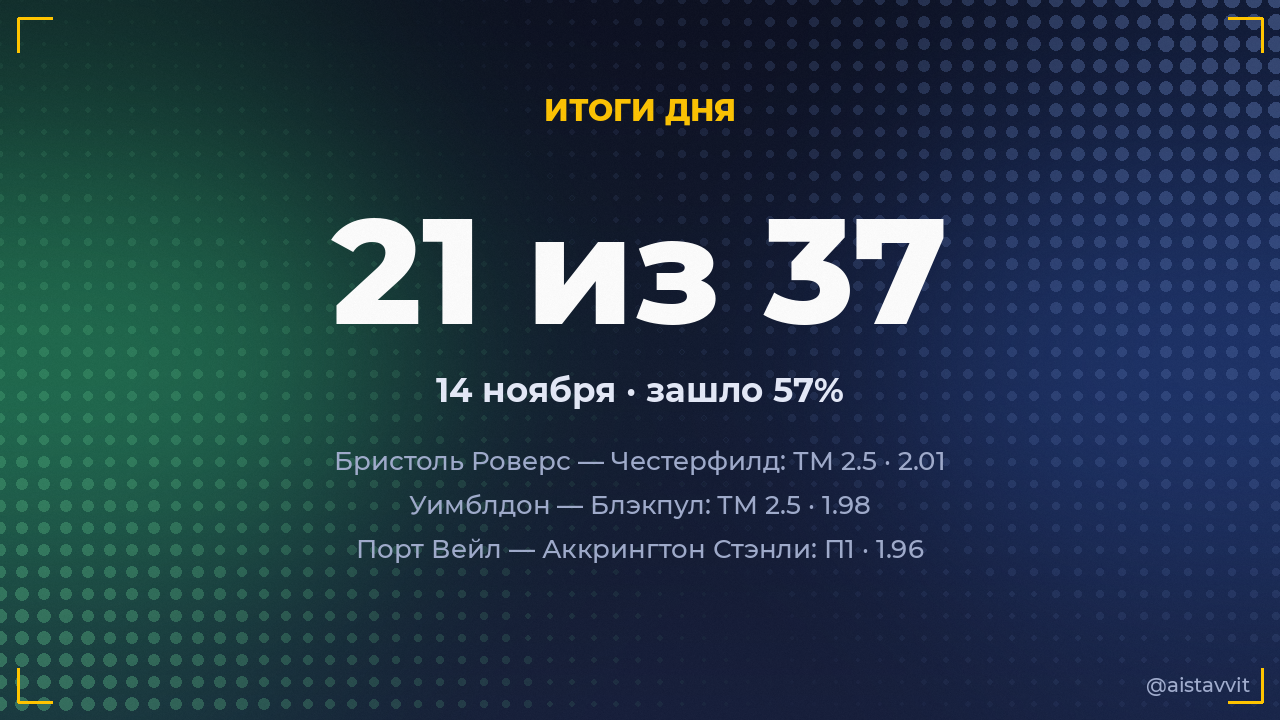 ИТОГИ ДНЯ
21 из 37
14 ноября · зашло 57%
Бристоль Роверс — Честерфилд: ТМ 2.5 · 2.01
Уимблдон — Блэкпул: ТМ 2.5 · 1.98
Порт Вейл — Аккрингтон Стэнли: П1 · 1.96
@aistavvit